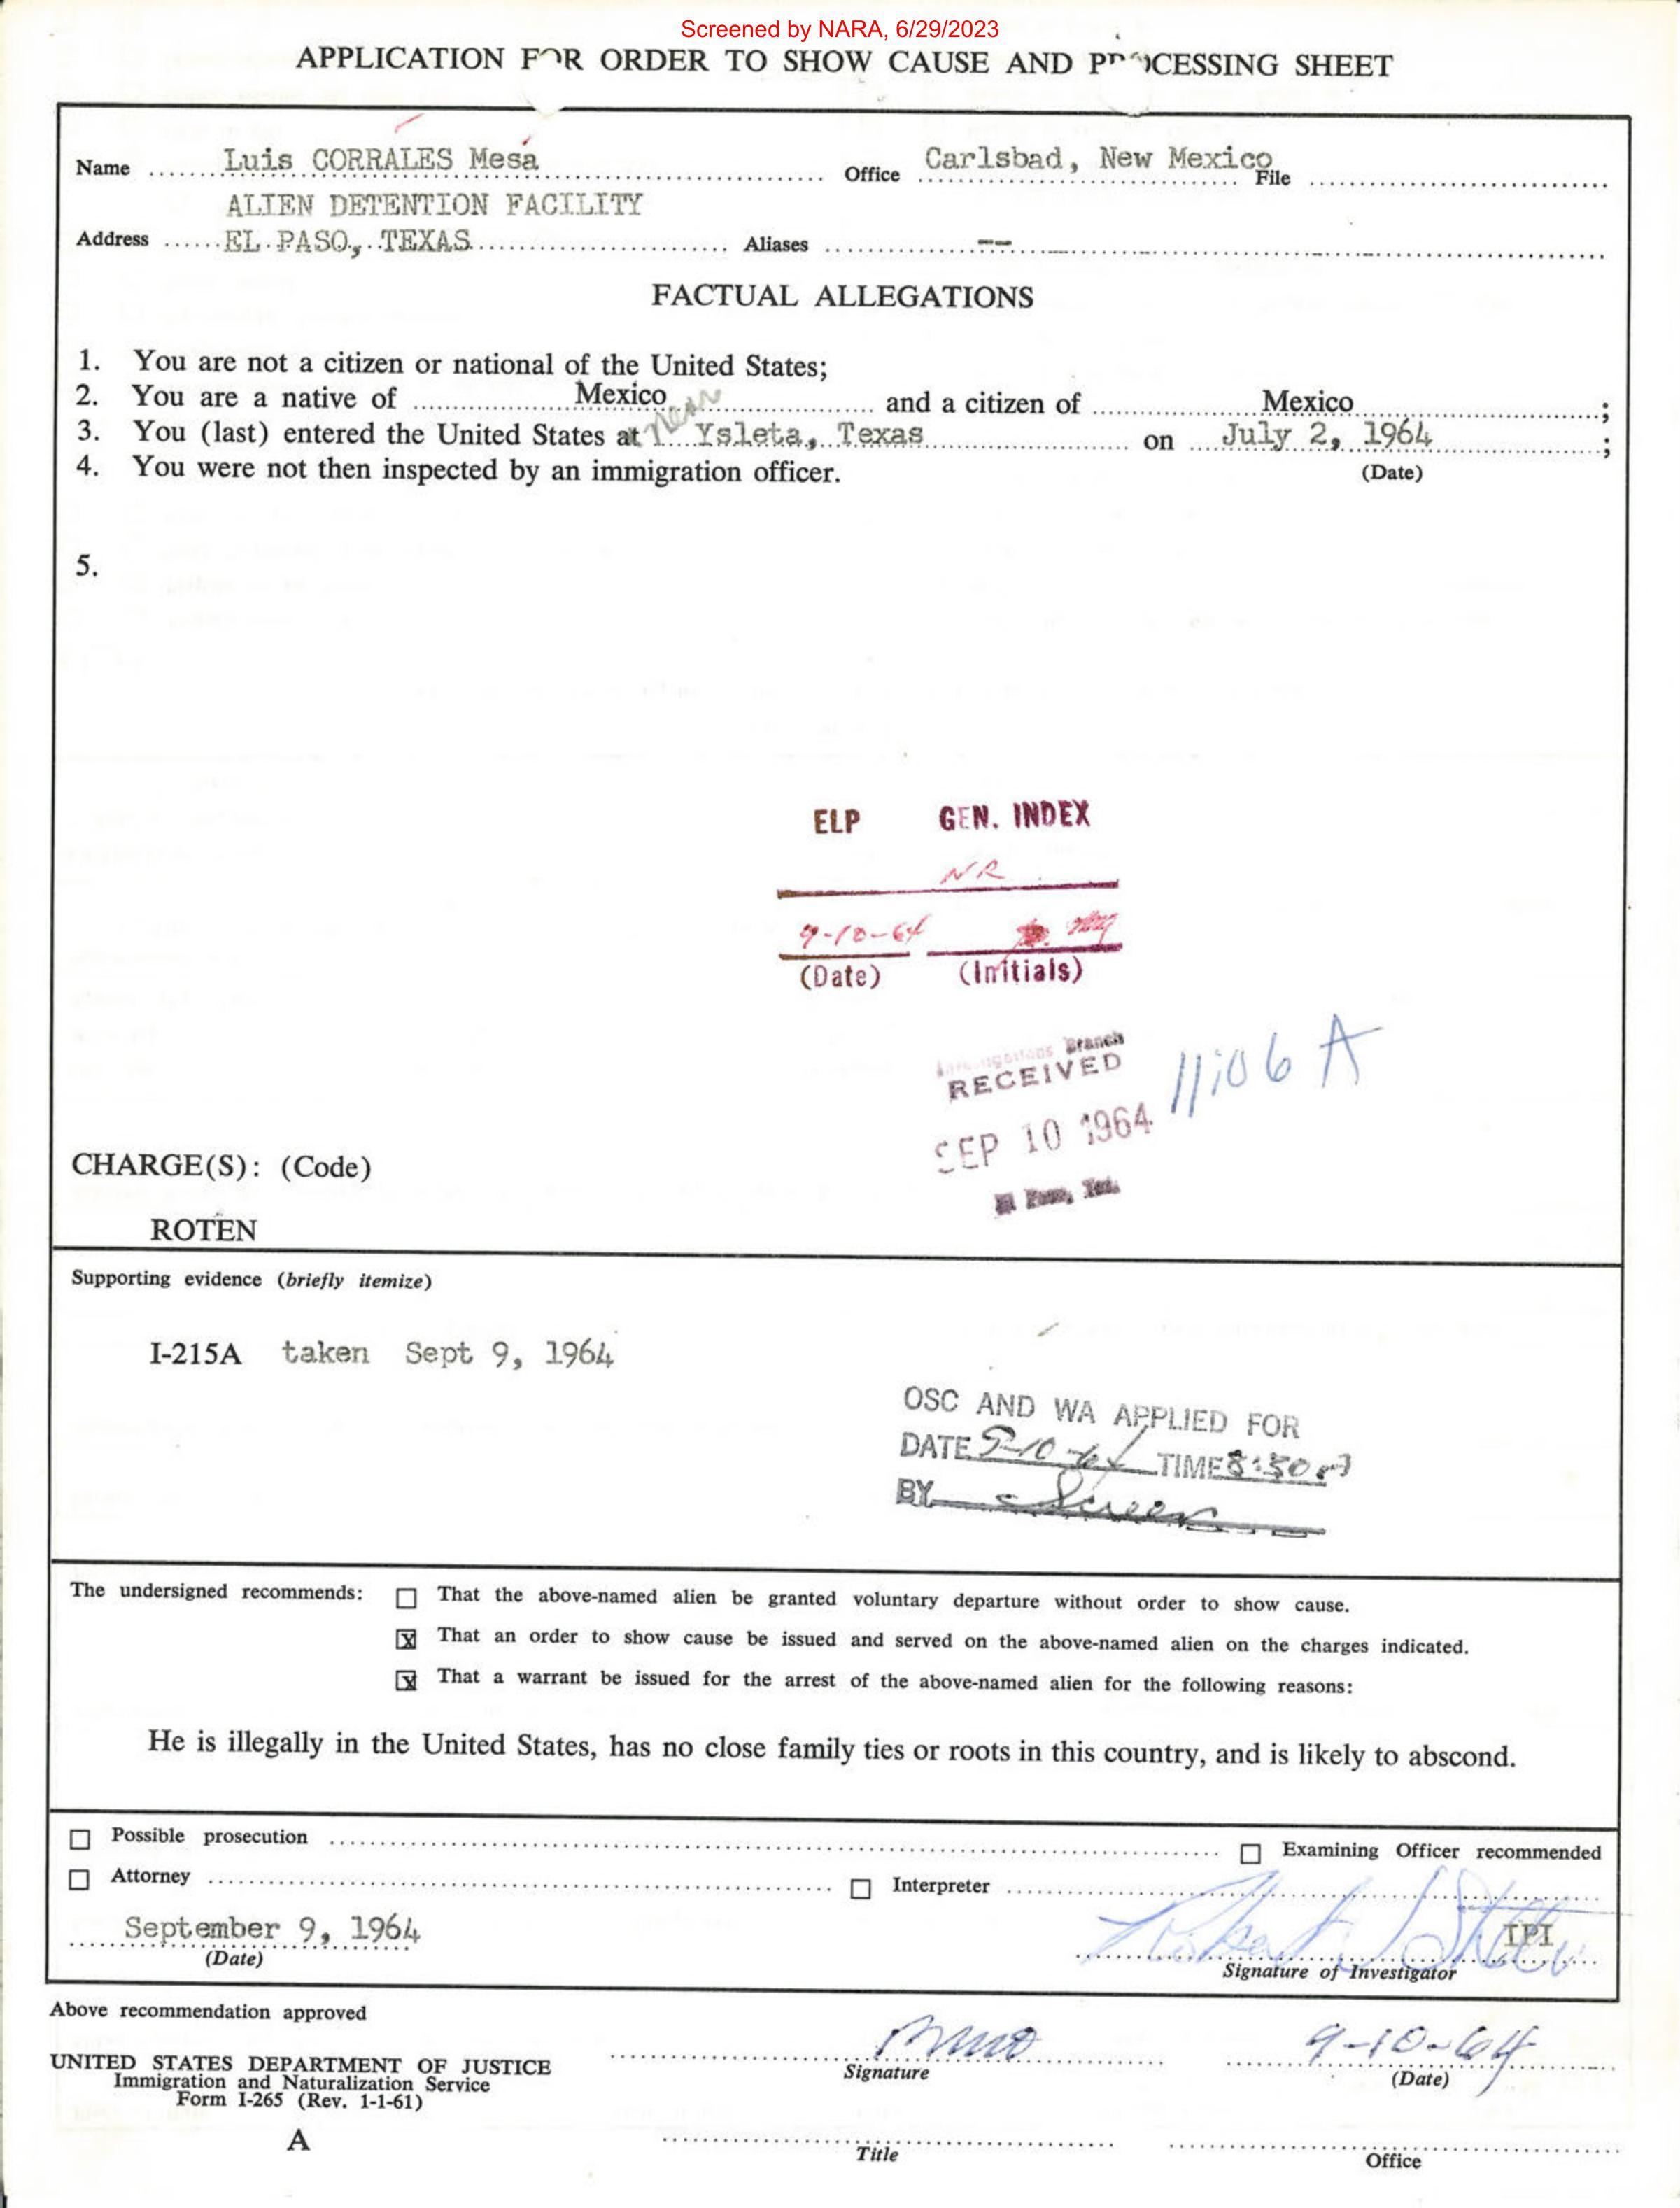 Screened by NARA, 6/29/2023
APPLICATION FOR ORDER TO SHOW CAUSE AND PROCESSING SHEET
Name Luis CORRALES Mesa Office Carlsbad, New Mexico File
ALIEN DETENTION FACILITY
Address EL PASO, TEXAS Aliases --
FACTUAL ALLEGATIONS
1. You are not a citizen or national of the United States;
2. You are a native of Mexico and a citizen of Mexico ;
3. You (last) entered the United States at near Ysleta, Texas on July 2, 1964 ;
4. You were not then inspected by an immigration officer. (Date)
5.
ELP GEN. INDEX
NR
9-10-64
(Date) (Initials)
Investigations Branch
RECEIVED
11:06 A
SEP 10 1964
El Paso, Tex.
CHARGE(S): (Code)
ROTEN
Supporting evidence (briefly itemize)
I-215A taken Sept 9, 1964
OSC AND WA APPLIED FOR
DATE 9-10-64 TIME 8:50
BY
The undersigned recommends: ☐ That the above-named alien be granted voluntary departure without order to show cause.
☒ That an order to show cause be issued and served on the above-named alien on the charges indicated.
☒ That a warrant be issued for the arrest of the above-named alien for the following reasons:
He is illegally in the United States, has no close family ties or roots in this country, and is likely to abscond.
☐ Possible prosecution ☐ Examining Officer recommended
☐ Attorney ☐ Interpreter
September 9, 1964 IPI
(Date) Signature of Investigator
Above recommendation approved
9-10-64
UNITED STATES DEPARTMENT OF JUSTICE Signature (Date)
Immigration and Naturalization Service
Form I-265 (Rev. 1-1-61)
A
Title Office